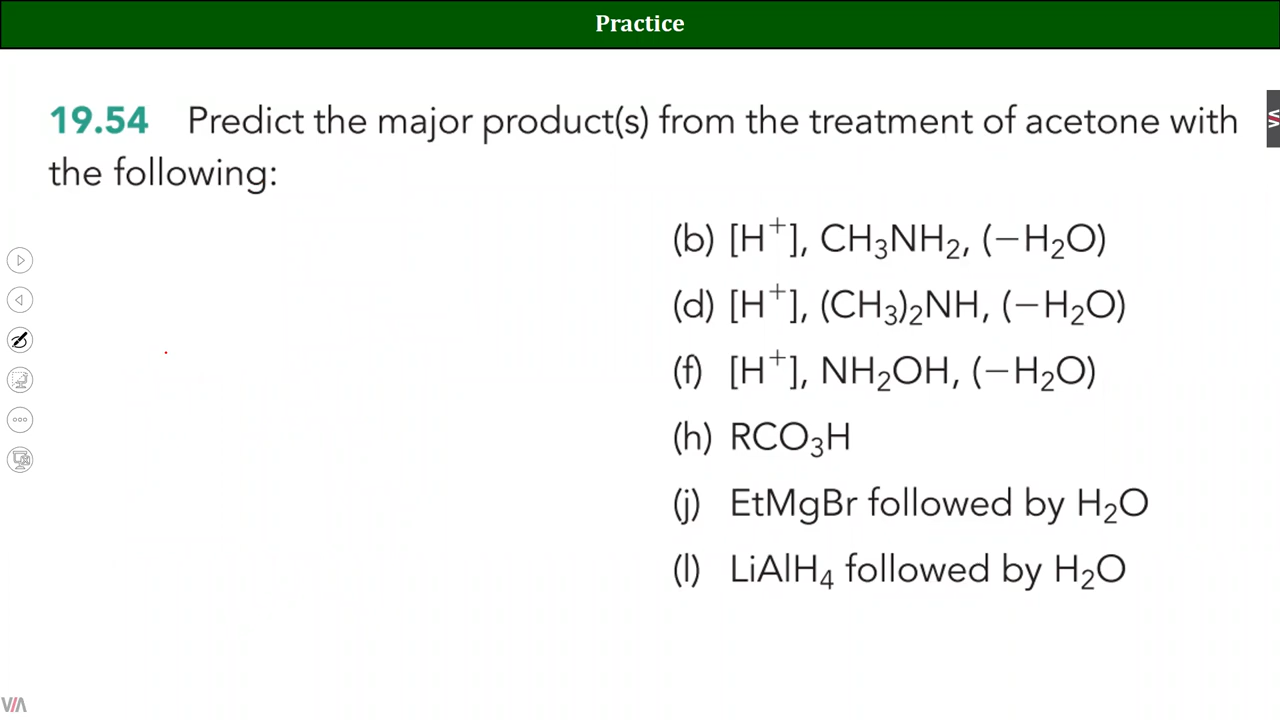 Practice
19.54 Predict the major product(s) from the treatment of acetone with
the following:
(b) [H⁺], CH₃NH₂, (−H₂O)
(d) [H⁺], (CH₃)₂NH, (−H₂O)
(f) [H⁺], NH₂OH, (−H₂O)
(h) RCO₃H
(j) EtMgBr followed by H₂O
(l) LiAlH₄ followed by H₂O
VIA